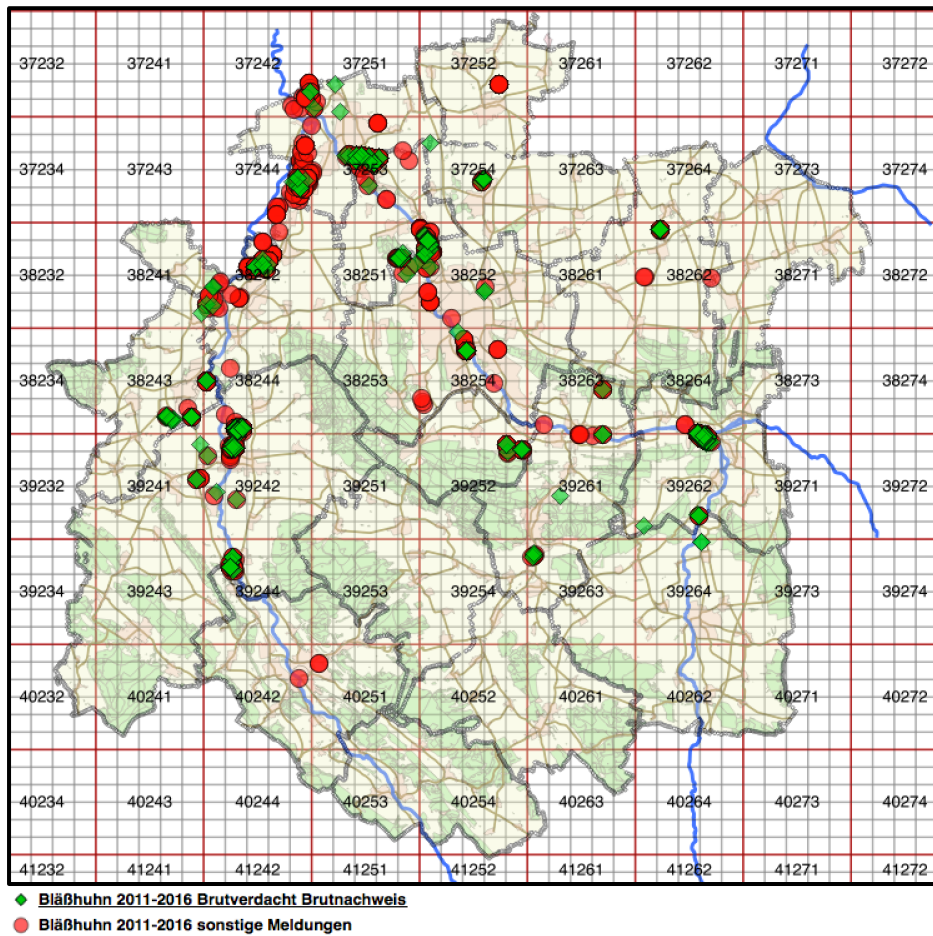 37232 37241 37242 37251 37252 37261 37262 37271 37272
37234 37243 37244 37253 37254 37263 37264 37273 37274
38232 38241 38242 38251 38252 38261 38262 38271 38272
38234 38243 38244 38253 38254 38263 38264 38273 38274
39232 39241 39242 39251 39252 39261 39262 39271 39272
39234 39243 39244 39253 39254 39263 39264 39273 39274
40232 40241 40242 40251 40252 40261 40262 40271 40272
40234 40243 40244 40253 40254 40263 40264 40273 40274
41232 41241 41242 41251 41252 41261 41262 41271 41272
Bläßhuhn 2011-2016 Brutverdacht Brutnachweis
Bläßhuhn 2011-2016 sonstige Meldungen